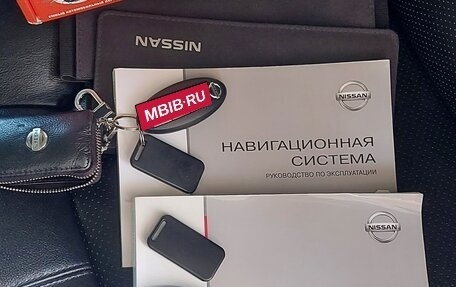 NISSAN
NISSAN
MBIB.RU
НАВИГАЦИОННАЯ
СИСТЕМА
РУКОВОДСТВО ПО ЭКСПЛУАТАЦИИ
NISSAN